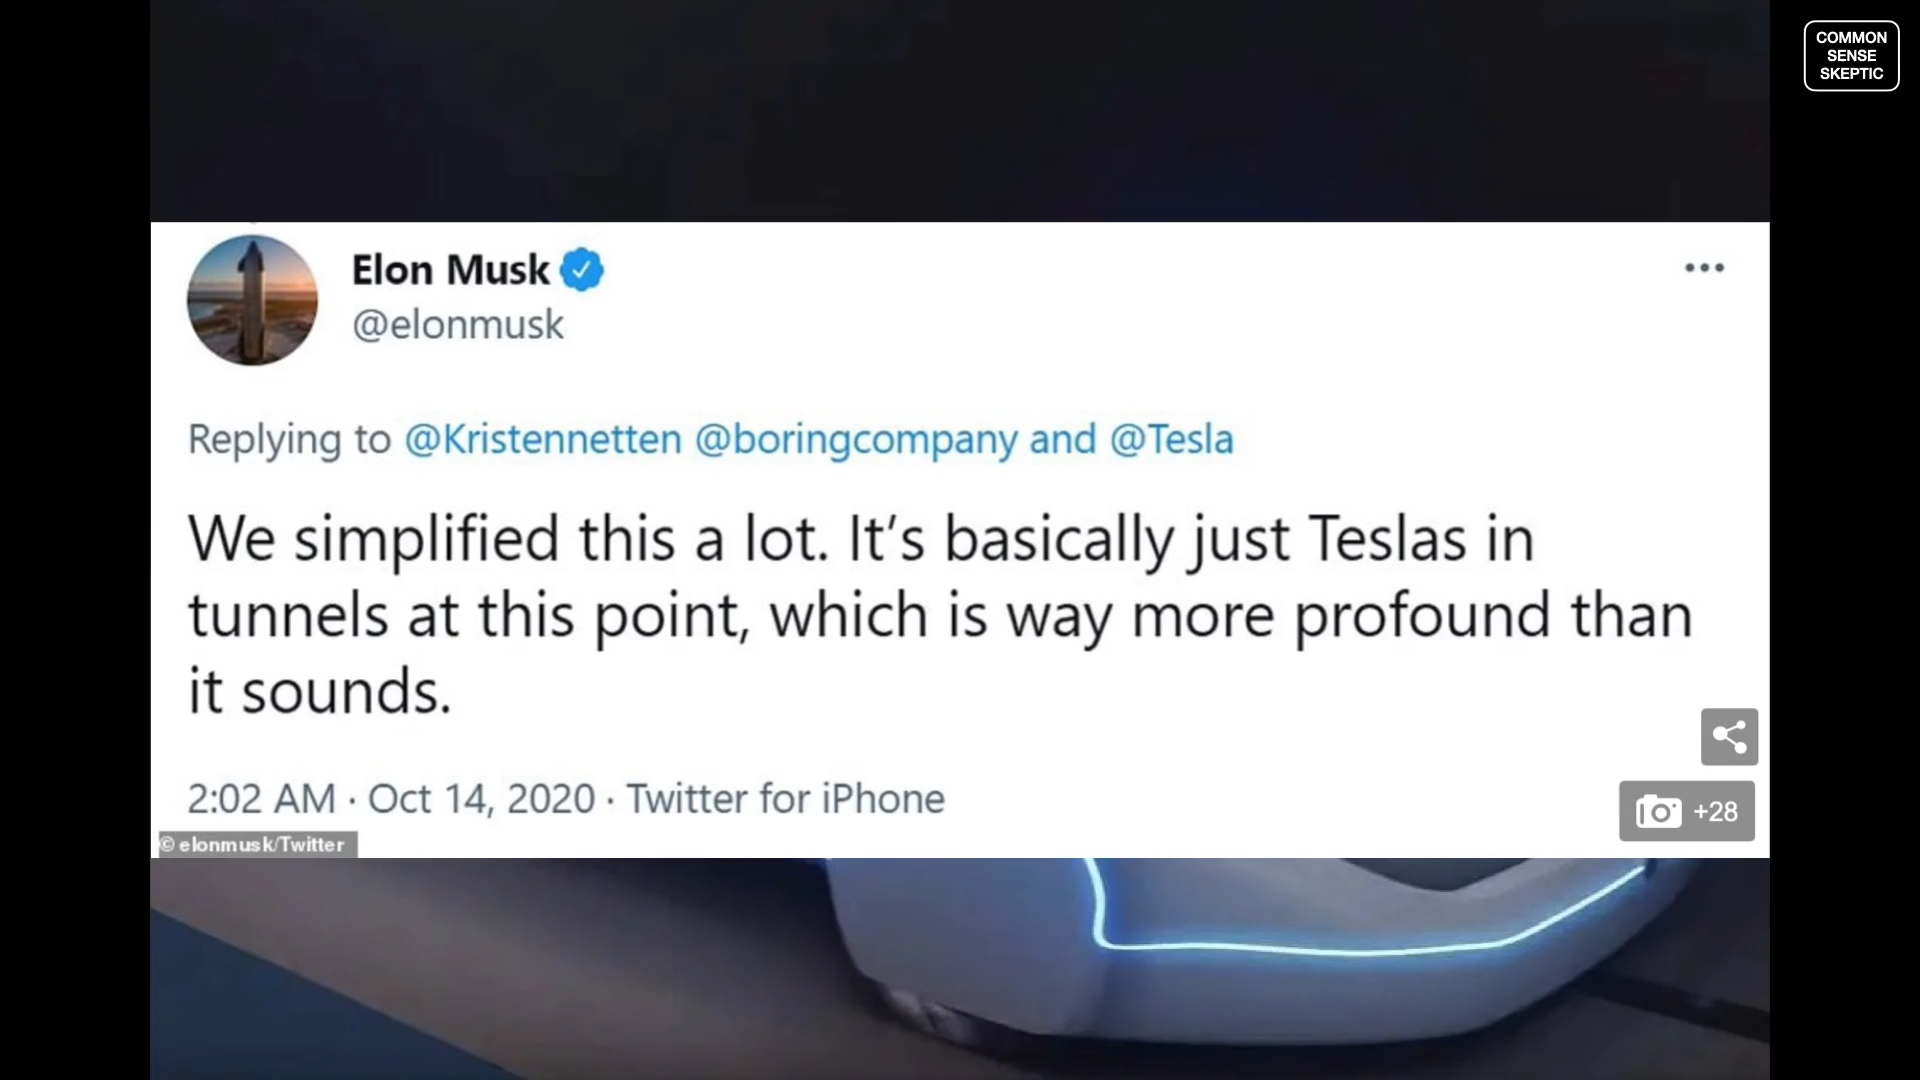 COMMON
SENSE
SKEPTIC
Elon Musk
@elonmusk
Replying to @Kristennetten @boringcompany and @Tesla
We simplified this a lot. It’s basically just Teslas in
tunnels at this point, which is way more profound than
it sounds.
2:02 AM · Oct 14, 2020 · Twitter for iPhone
+28
© elonmusk/Twitter